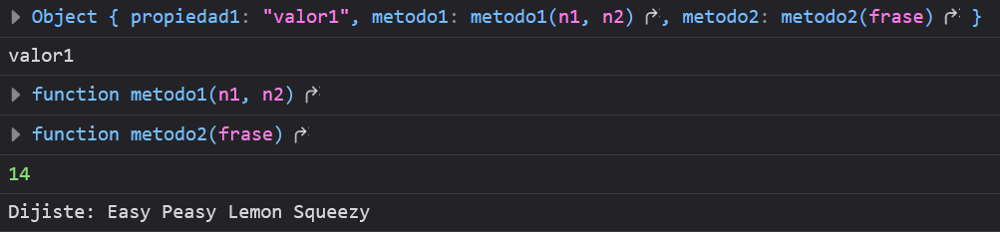 Object { propiedad1: "valor1", metodo1: metodo1(n1, n2), metodo2: metodo2(frase) }
valor1
function metodo1(n1, n2)
function metodo2(frase)
14
Dijiste: Easy Peasy Lemon Squeezy